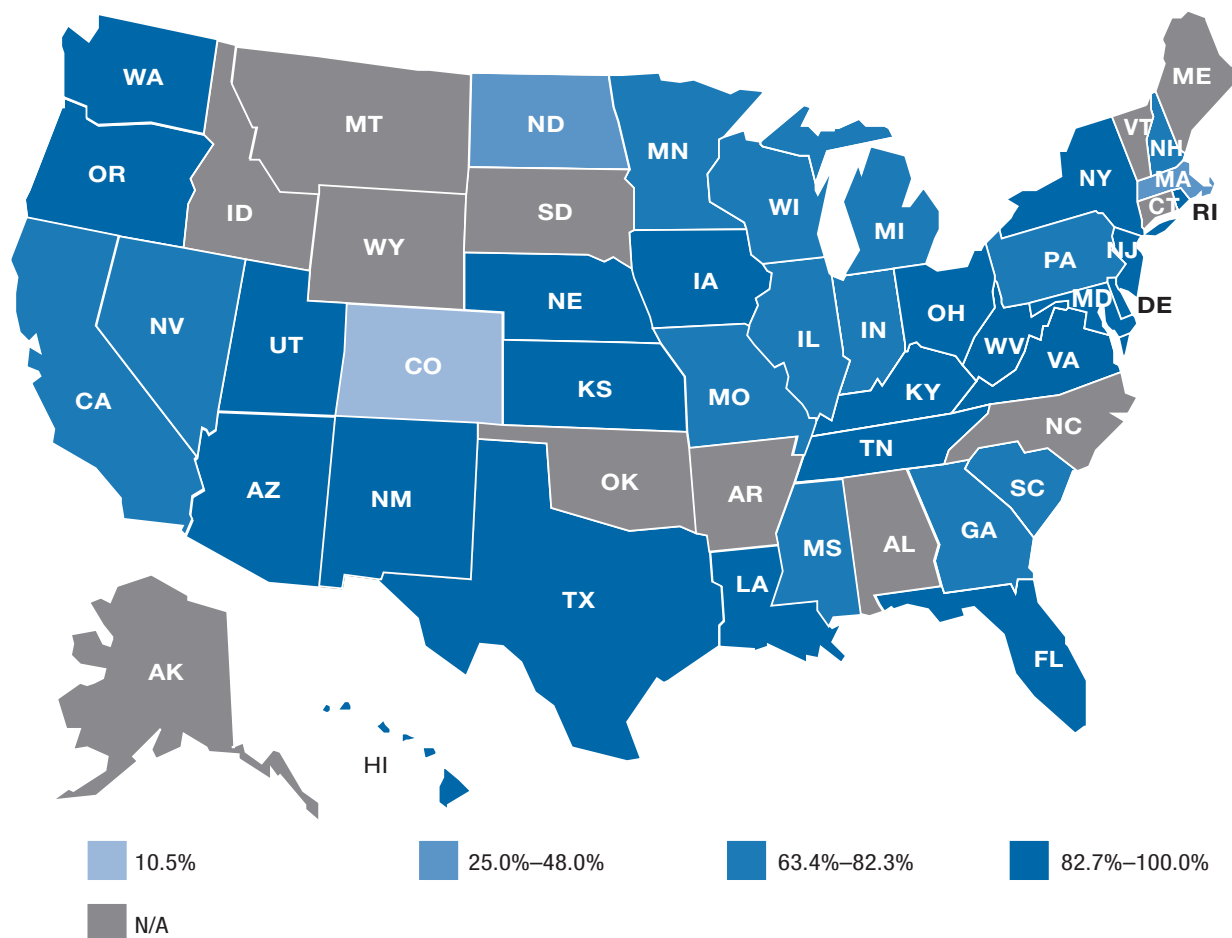 WA
MT
ND
MN
ME
VT
NH
OR
ID
SD
WI
MI
NY
MA
CT
RI
WY
IA
PA
NJ
NE
NV
UT
CO
IL
IN
OH
MD
DE
WV
VA
CA
KS
MO
KY
NC
AZ
NM
OK
AR
TN
SC
MS
AL
GA
TX
LA
FL
AK
HI
10.5%
25.0%–48.0%
63.4%–82.3%
82.7%–100.0%
N/A